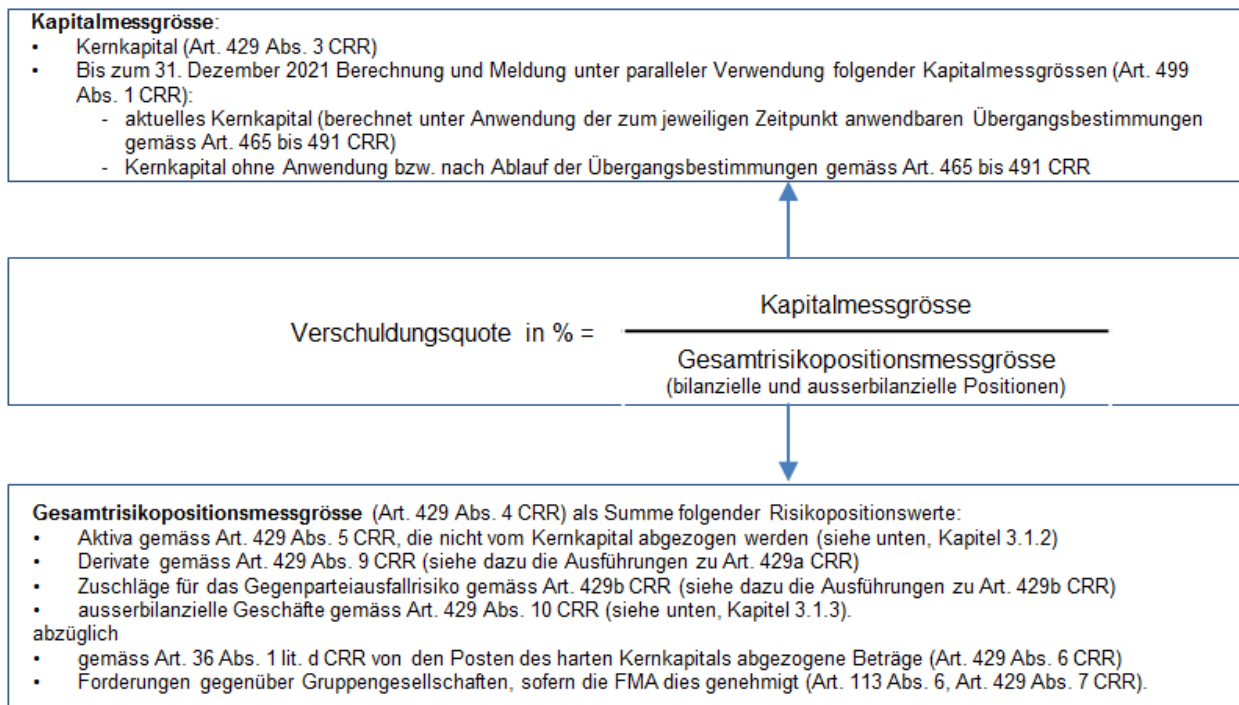 Kapitalmessgrösse:
• Kernkapital (Art. 429 Abs. 3 CRR)
• Bis zum 31. Dezember 2021 Berechnung und Meldung unter paralleler Verwendung folgender Kapitalmessgrössen (Art. 499
Abs. 1 CRR):
- aktuelles Kernkapital (berechnet unter Anwendung der zum jeweiligen Zeitpunkt anwendbaren Übergangsbestimmungen
gemäss Art. 465 bis 491 CRR)
- Kernkapital ohne Anwendung bzw. nach Ablauf der Übergangsbestimmungen gemäss Art. 465 bis 491 CRR
Kapitalmessgrösse
Verschuldungsquote in % =
Gesamtrisikopositionsmessgrösse
(bilanzielle und ausserbilanzielle Positionen)
Gesamtrisikopositionsmessgrösse (Art. 429 Abs. 4 CRR) als Summe folgender Risikopositionswerte:
• Aktiva gemäss Art. 429 Abs. 5 CRR, die nicht vom Kernkapital abgezogen werden (siehe unten, Kapitel 3.1.2)
• Derivate gemäss Art. 429 Abs. 9 CRR (siehe dazu die Ausführungen zu Art. 429a CRR)
• Zuschläge für das Gegenparteiausfallrisiko gemäss Art. 429b CRR (siehe dazu die Ausführungen zu Art. 429b CRR)
• ausserbilanzielle Geschäfte gemäss Art. 429 Abs. 10 CRR (siehe unten, Kapitel 3.1.3).
abzüglich
• gemäss Art. 36 Abs. 1 lit. d CRR von den Posten des harten Kernkapitals abgezogene Beträge (Art. 429 Abs. 6 CRR)
• Forderungen gegenüber Gruppengesellschaften, sofern die FMA dies genehmigt (Art. 113 Abs. 6, Art. 429 Abs. 7 CRR).